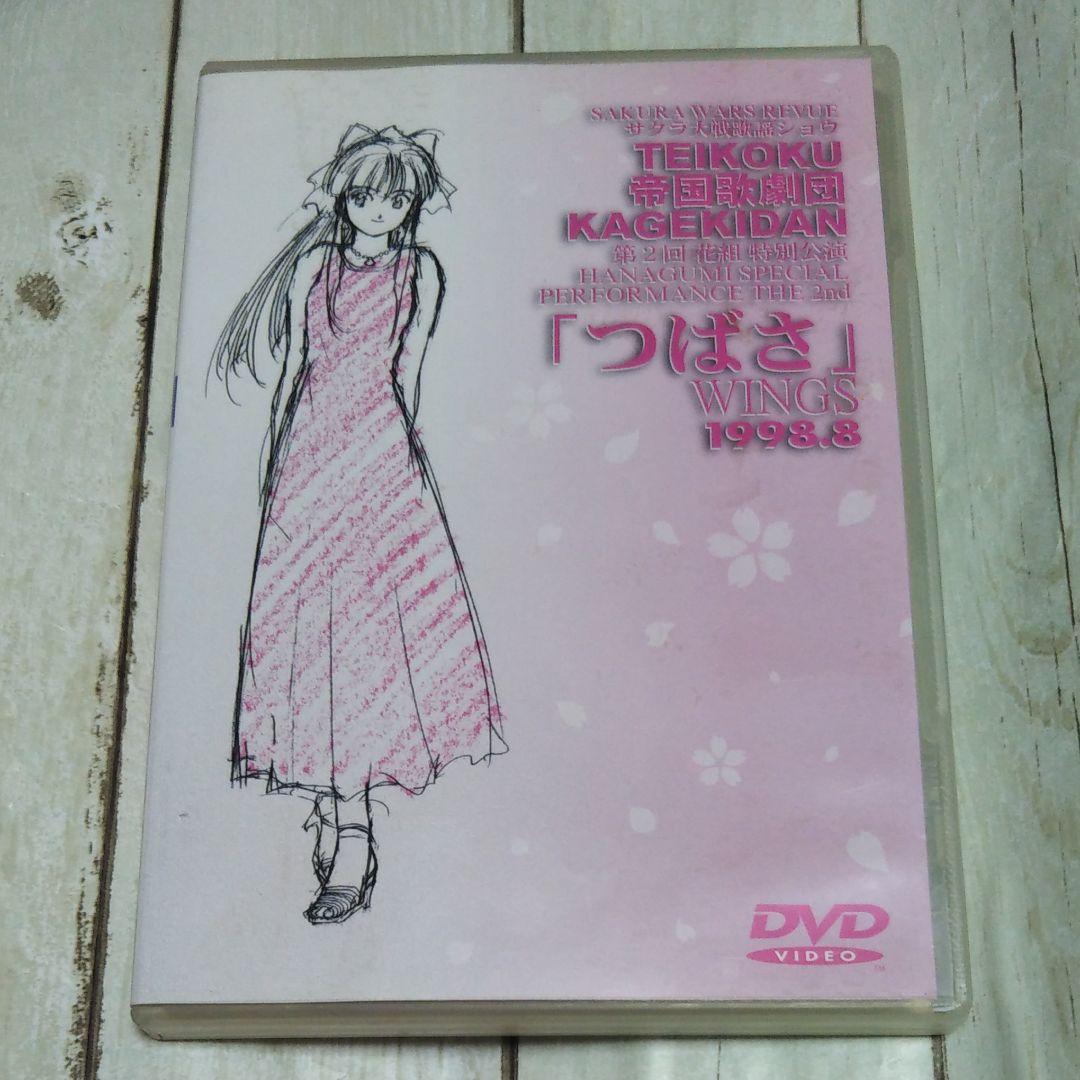 SAKURA WARS REVUE
サクラ大戦歌謡ショウ
TEIKOKU
帝国歌劇団
KAGEKIDAN
第2回 花組 特別公演
HANAGUMI SPECIAL
PERFORMANCE THE 2nd
「つばさ」
WINGS
1998.8
DVD
VIDEO
TM